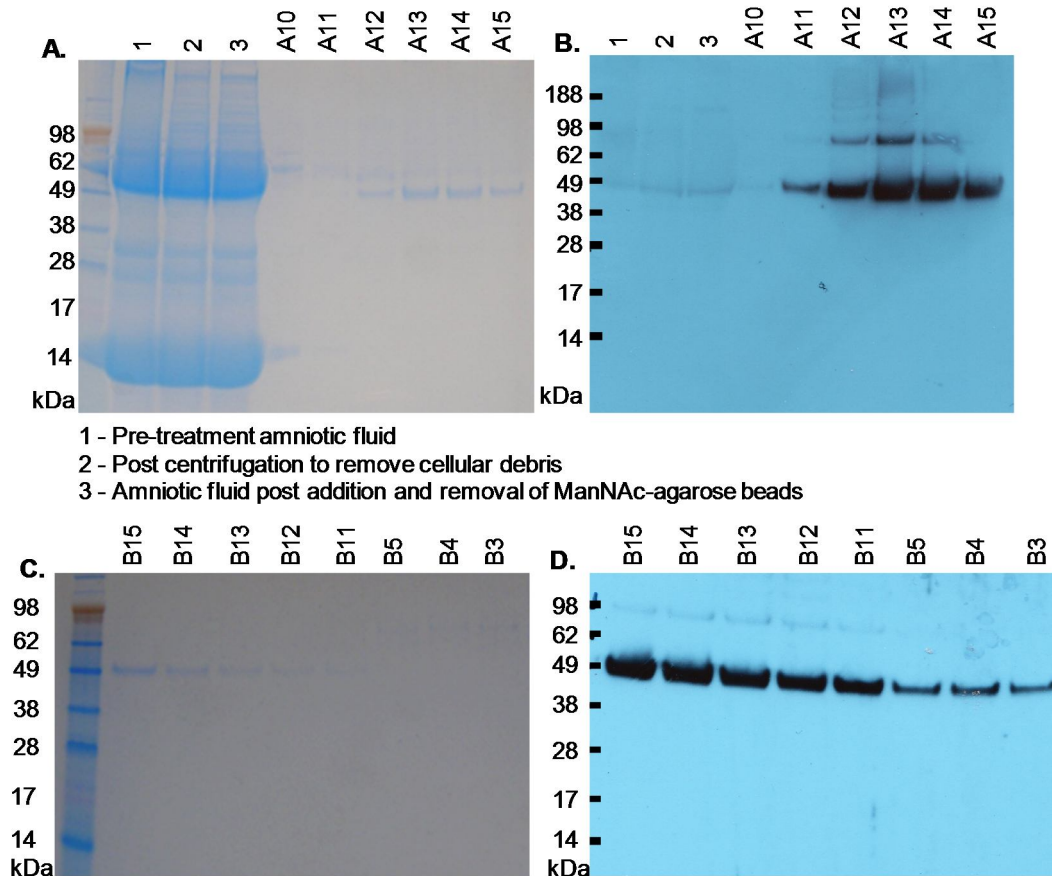 A.
1 2 3 A10 A11 A12 A13 A14 A15
98
62
49
38
28
17
14
kDa
B.
1 2 3 A10 A11 A12 A13 A14 A15
188
98
62
49
38
28
17
14
kDa
1 - Pre-treatment amniotic fluid
2 - Post centrifugation to remove cellular debris
3 - Amniotic fluid post addition and removal of ManNAc-agarose beads
C.
B15 B14 B13 B12 B11 B5 B4 B3
98
62
49
38
28
17
14
kDa
D.
B15 B14 B13 B12 B11 B5 B4 B3
98
62
49
38
28
17
14
kDa